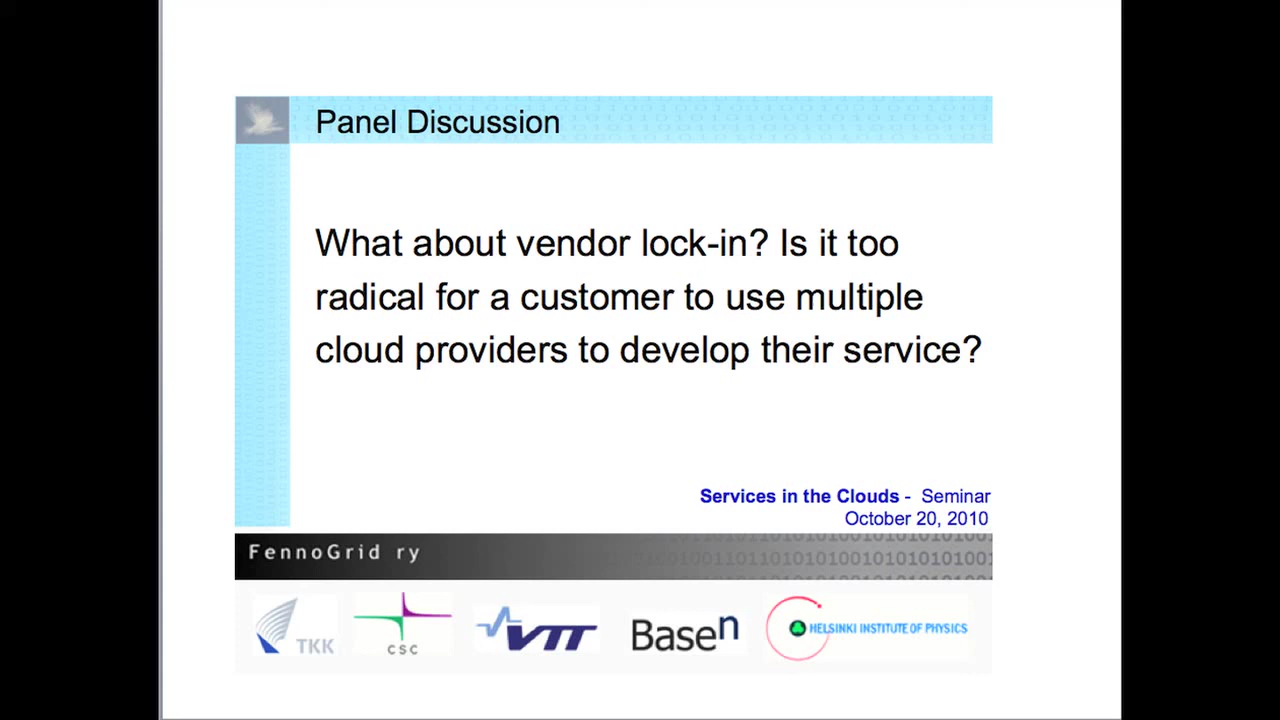 Panel Discussion
What about vendor lock-in? Is it too
radical for a customer to use multiple
cloud providers to develop their service?
Services in the Clouds - Seminar
October 20, 2010
FennoGrid ry
TKK
CSC
VTT
Basen
HELSINKI INSTITUTE OF PHYSICS